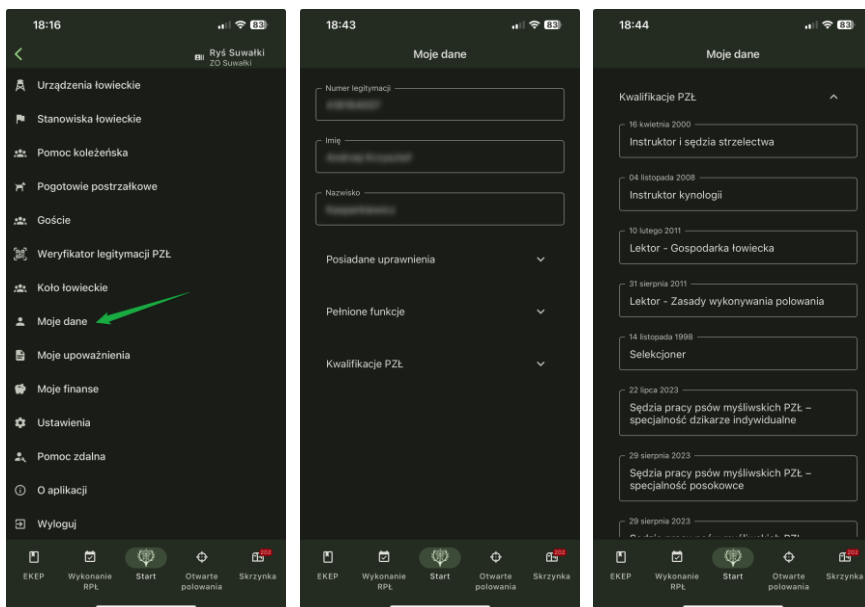 18:16
83
Ryś Suwałki
ZO Suwałki
Urządzenia łowieckie
Stanowiska łowieckie
Pomoc koleżeńska
Pogotowie postrzałkowe
Goście
Weryfikator legitymacji PZŁ
Koło łowieckie
Moje dane
Moje upoważnienia
Moje finanse
Ustawienia
Pomoc zdalna
O aplikacji
Wyloguj
202
EKEP
Wykonanie
RPŁ
Start
Otwarte
polowania
Skrzynka
18:43
83
Moje dane
Numer legitymacji
Imię
Nazwisko
Posiadane uprawnienia
Pełnione funkcje
Kwalifikacje PZŁ
202
EKEP
Wykonanie
RPŁ
Start
Otwarte
polowania
Skrzynka
18:44
83
Moje dane
Kwalifikacje PZŁ
16 kwietnia 2000
Instruktor i sędzia strzelectwa
04 listopada 2008
Instruktor kynologii
10 lutego 2011
Lektor - Gospodarka łowiecka
31 sierpnia 2011
Lektor - Zasady wykonywania polowania
14 listopada 1998
Selekcjoner
22 lipca 2023
Sędzia pracy psów myśliwskich PZŁ –
specjalność dzikarze indywidualne
29 sierpnia 2023
Sędzia pracy psów myśliwskich PZŁ –
specjalność posokowce
29 sierpnia 2023
202
EKEP
Wykonanie
RPŁ
Start
Otwarte
polowania
Skrzynka